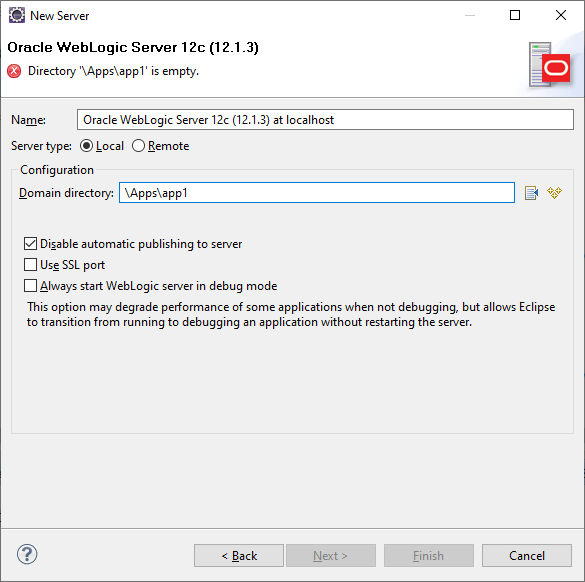 New Server
Oracle WebLogic Server 12c (12.1.3)
Directory '\Apps\app1' is empty.
Name: Oracle WebLogic Server 12c (12.1.3) at localhost
Server type: Local Remote
Configuration
Domain directory: \Apps\app1
Disable automatic publishing to server
Use SSL port
Always start WebLogic server in debug mode
This option may degrade performance of some applications when not debugging, but allows Eclipse
to transition from running to debugging an application without restarting the server.
? < Back Next > Finish Cancel